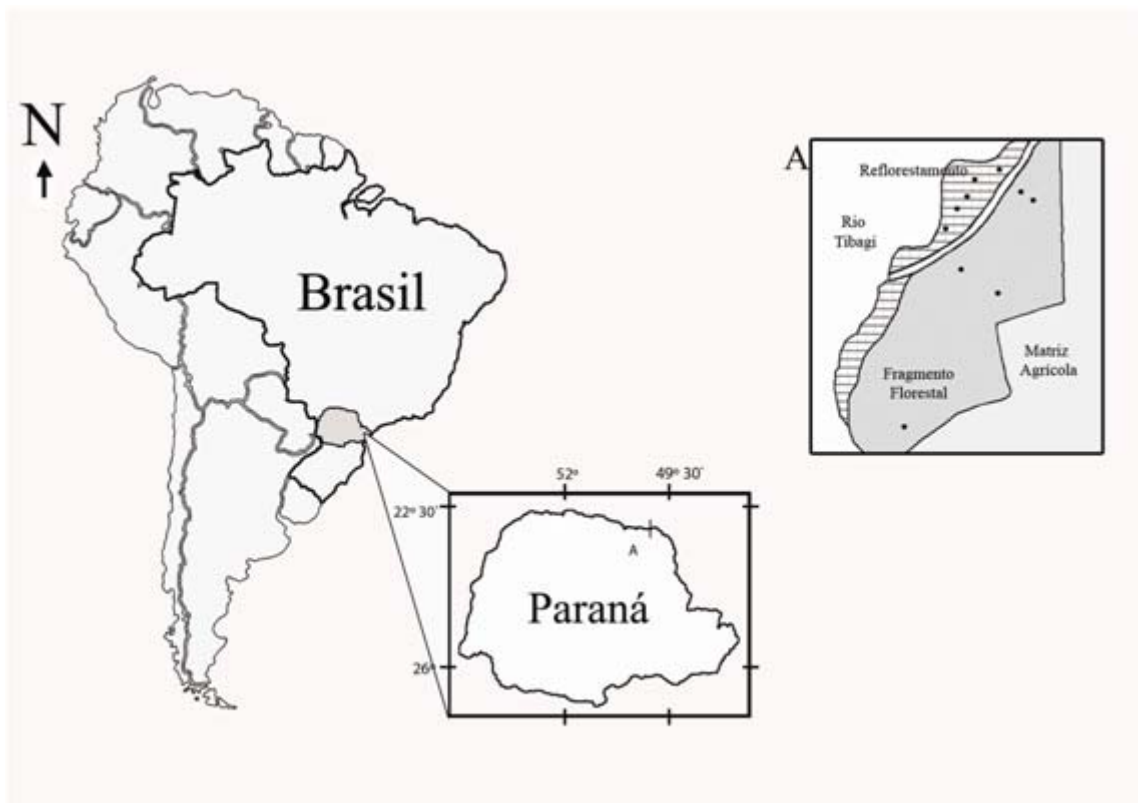 N
Brasil
A
Reflorestamento
Rio
Tibagi
Matriz
Agrícola
Fragmento
Florestal
52º
49º 30'
22º 30'
A
Paraná
26º